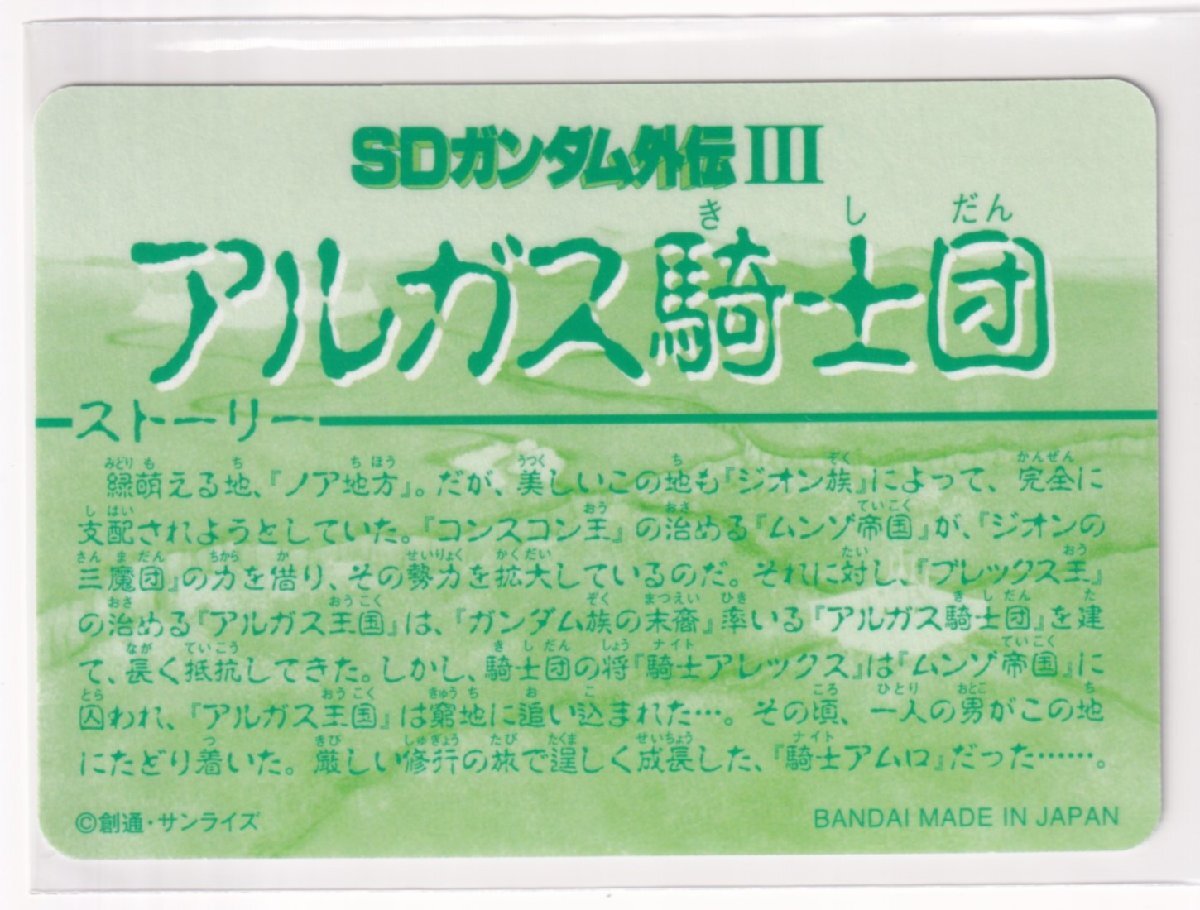 SDガンダム外伝III
アルガス騎士団
きしだん
ストーリー
緑萌える地、『ノア地方』。だが、美しいこの地も『ジオン族』によって、完全に
支配されようとしていた。『コンスコン王』の治める『ムンゾ帝国』が、『ジオンの
三魔団』の力を借り、その勢力を拡大しているのだ。それに対し、『ブレックス王』
の治める『アルガス王国』は、『ガンダム族の末裔』率いる『アルガス騎士団』を建
て、長く抵抗してきた。しかし、騎士団の将『騎士アレックス』は『ムンゾ帝国』に
囚われ、『アルガス王国』は窮地に追い込まれた…。その頃、一人の男がこの地
にたどり着いた。厳しい修行の旅で逞しく成長した、『騎士アムロ』だった……。
©創通・サンライズ
BANDAI MADE IN JAPAN